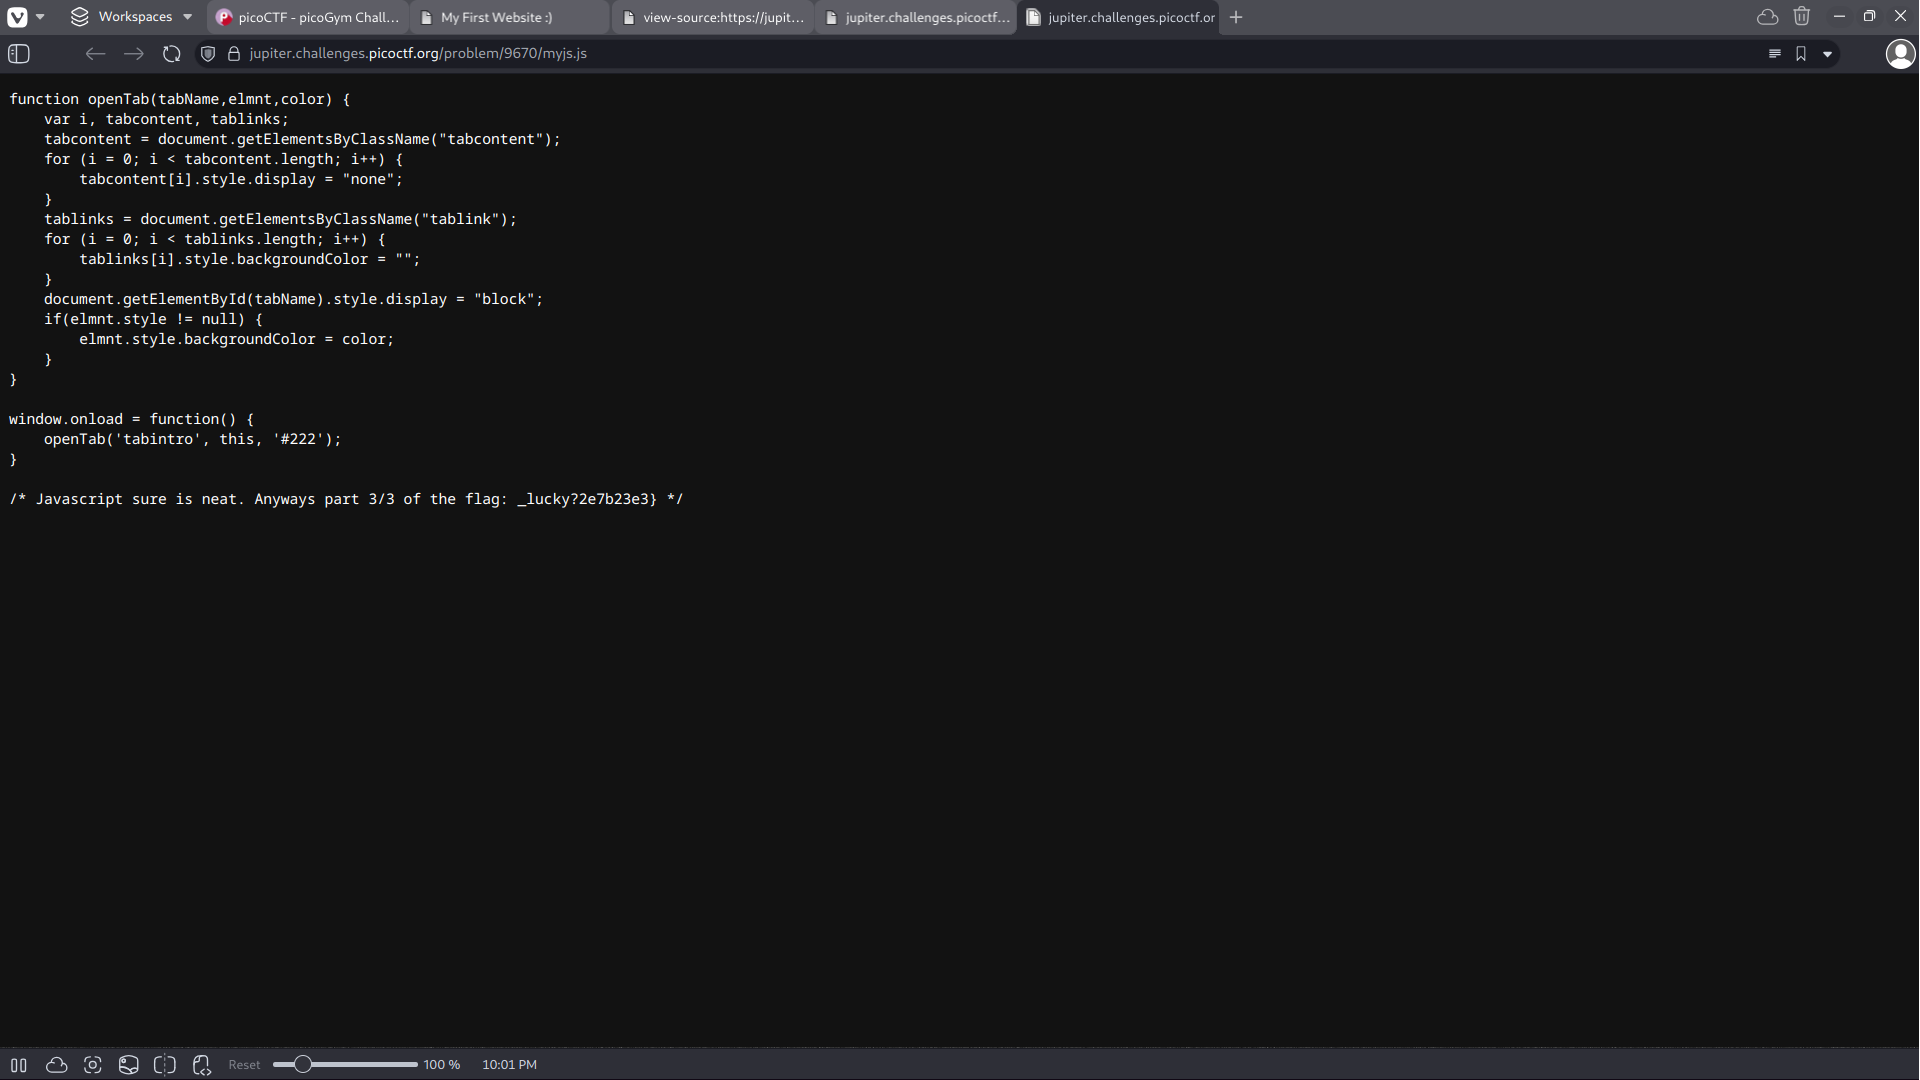 Workspaces
picoCTF - picoGym Chall...
My First Website :)
view-source:https://jupit...
jupiter.challenges.picoctf...
jupiter.challenges.picoctf.or
jupiter.challenges.picoctf.org/problem/9670/myjs.js
function openTab(tabName,elmnt,color) {
    var i, tabcontent, tablinks;
    tabcontent = document.getElementsByClassName("tabcontent");
    for (i = 0; i < tabcontent.length; i++) {
        tabcontent[i].style.display = "none";
    }
    tablinks = document.getElementsByClassName("tablink");
    for (i = 0; i < tablinks.length; i++) {
        tablinks[i].style.backgroundColor = "";
    }
    document.getElementById(tabName).style.display = "block";
    if(elmnt.style != null) {
        elmnt.style.backgroundColor = color;
    }
}

window.onload = function() {
    openTab('tabintro', this, '#222');
}

/* Javascript sure is neat. Anyways part 3/3 of the flag: _lucky?2e7b23e3} */
Reset
100 %
10:01 PM